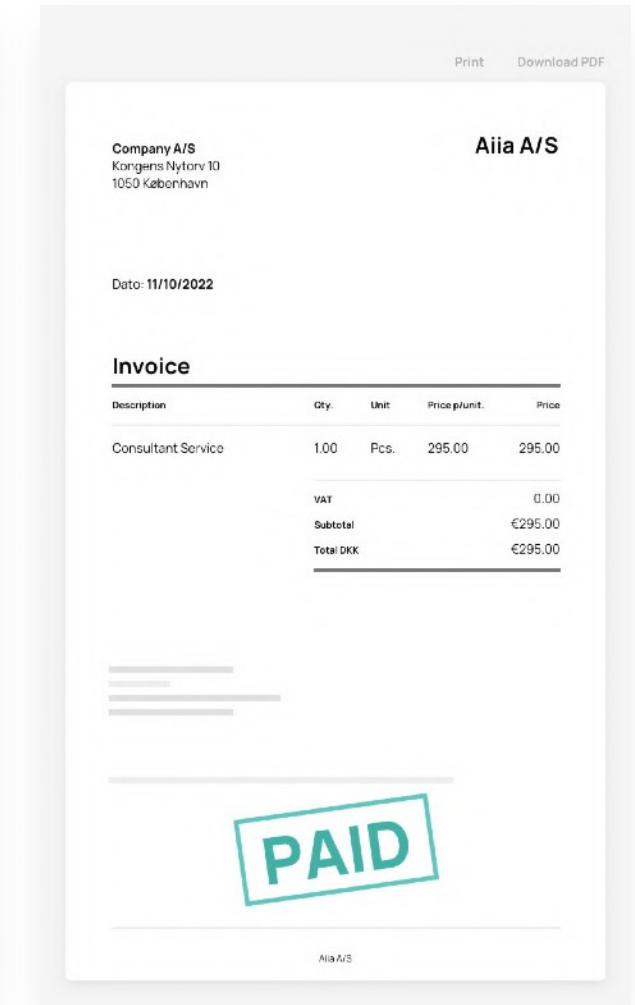 Print Download PDF
Company A/S
Aiia A/S
Kongens Nytorv 10
1050 København
Dato: 11/10/2022
Invoice
Description Qty. Unit Price p/unit. Price
Consultant Service 1.00 Pcs. 295.00 295.00
VAT 0.00
Subtotal €295.00
Total DKK €295.00
PAID
Aiia A/S